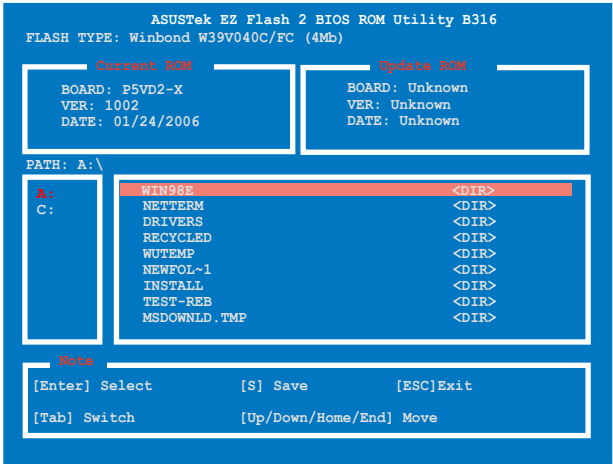 ASUSTek EZ Flash 2 BIOS ROM Utility B316
FLASH TYPE: Winbond W39V040C/FC (4Mb)
Current ROM
BOARD: P5VD2-X
VER: 1002
DATE: 01/24/2006
Update ROM
BOARD: Unknown
VER: Unknown
DATE: Unknown
PATH: A:\
A:
C:
WIN98E <DIR>
NETTERM <DIR>
DRIVERS <DIR>
RECYCLED <DIR>
WUTEMP <DIR>
NEWFOL~1 <DIR>
INSTALL <DIR>
TEST-REB <DIR>
MSDOWNLD.TMP <DIR>
Note
[Enter] Select [S] Save [ESC]Exit
[Tab] Switch [Up/Down/Home/End] Move